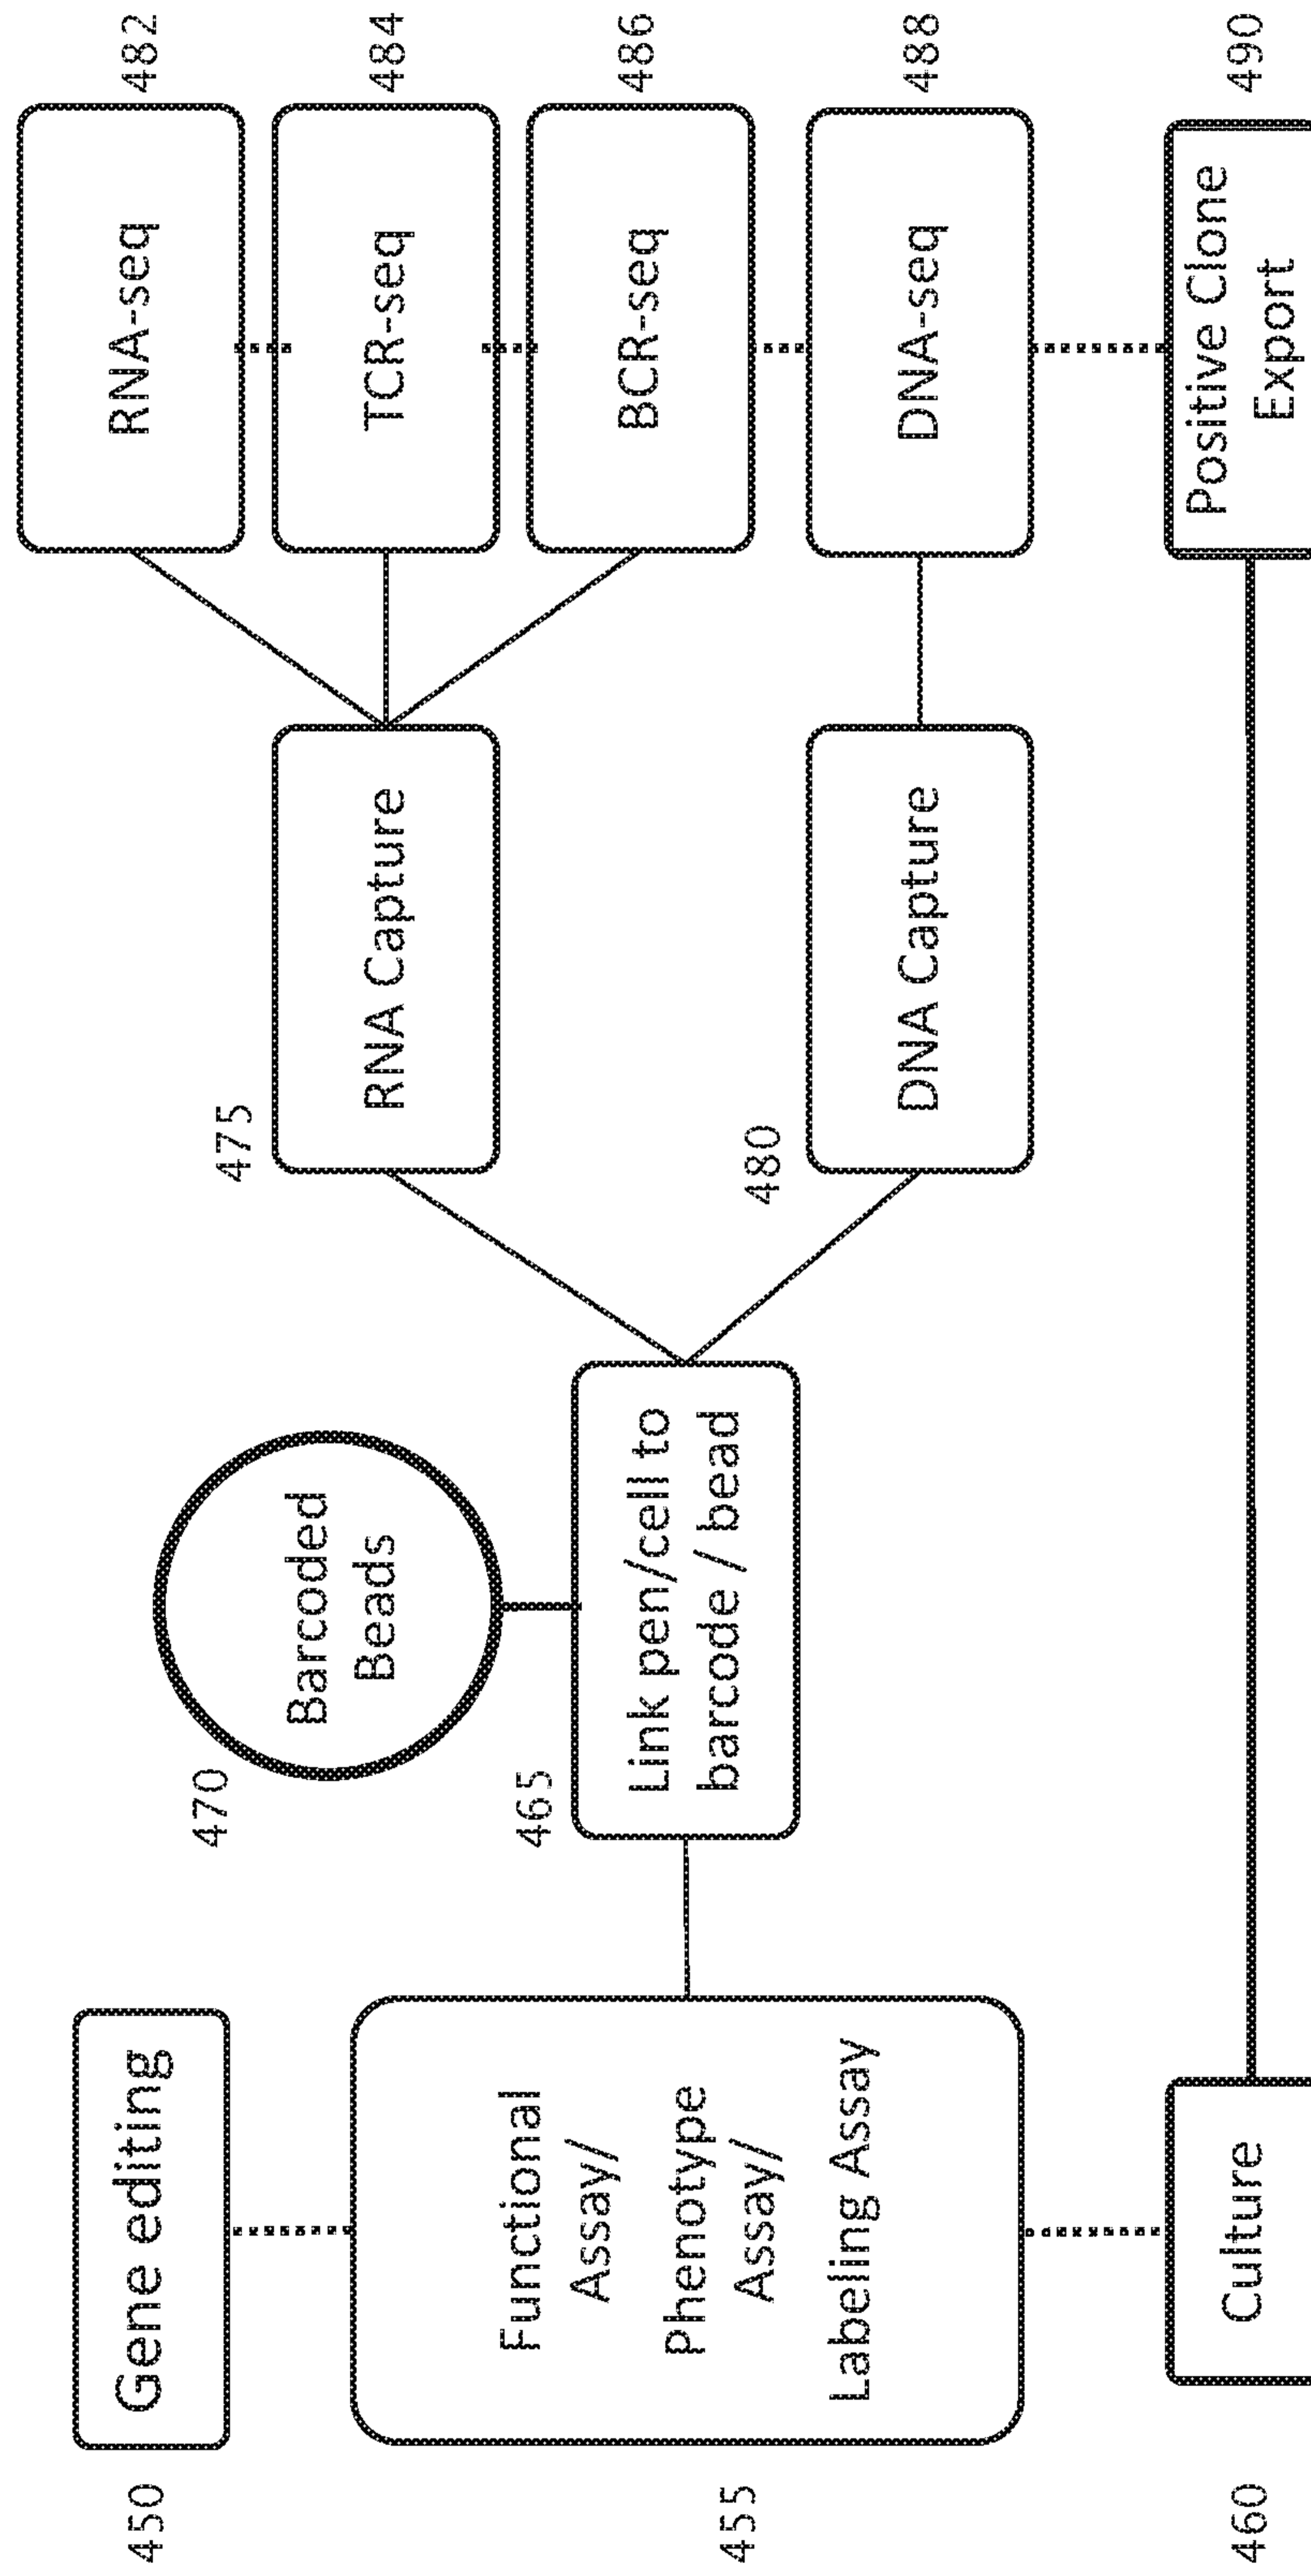 450
Gene editing
455
Functional
Assay/
Phenotype
Assay/
Labeling Assay
460
Culture
470
Barcoded
Beads
465
Link pen/cell to
barcode / bead
475
RNA Capture
480
DNA Capture
RNA-seq
482
TCR-seq
484
BCR-seq
486
DNA-seq
488
Positive Clone
Export
490